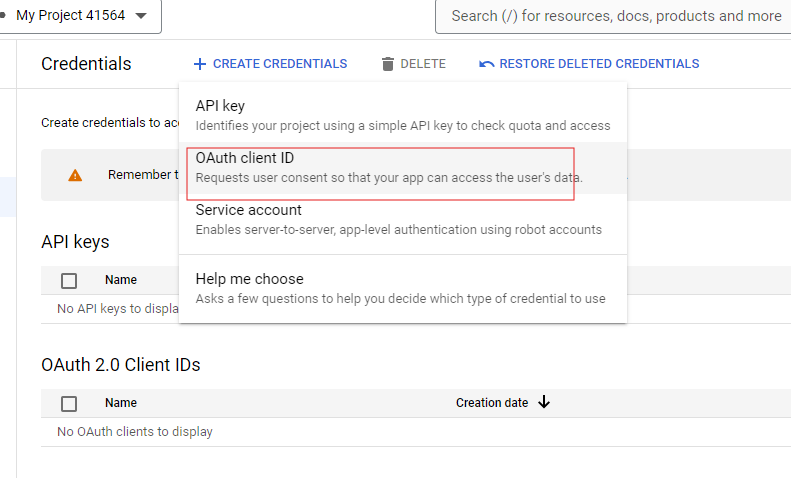 My Project 41564
Search (/) for resources, docs, products and more
Credentials
CREATE CREDENTIALS
DELETE
RESTORE DELETED CREDENTIALS
Create credentials to
API key
Identifies your project using a simple API key to check quota and access
OAuth client ID
Requests user consent so that your app can access the user's data.
Remember
Service account
Enables server-to-server, app-level authentication using robot accounts
API keys
Help me choose
Asks a few questions to help you decide which type of credential to use
Name
No API keys to
OAuth 2.0 Client IDs
Name Creation date
No OAuth clients to display